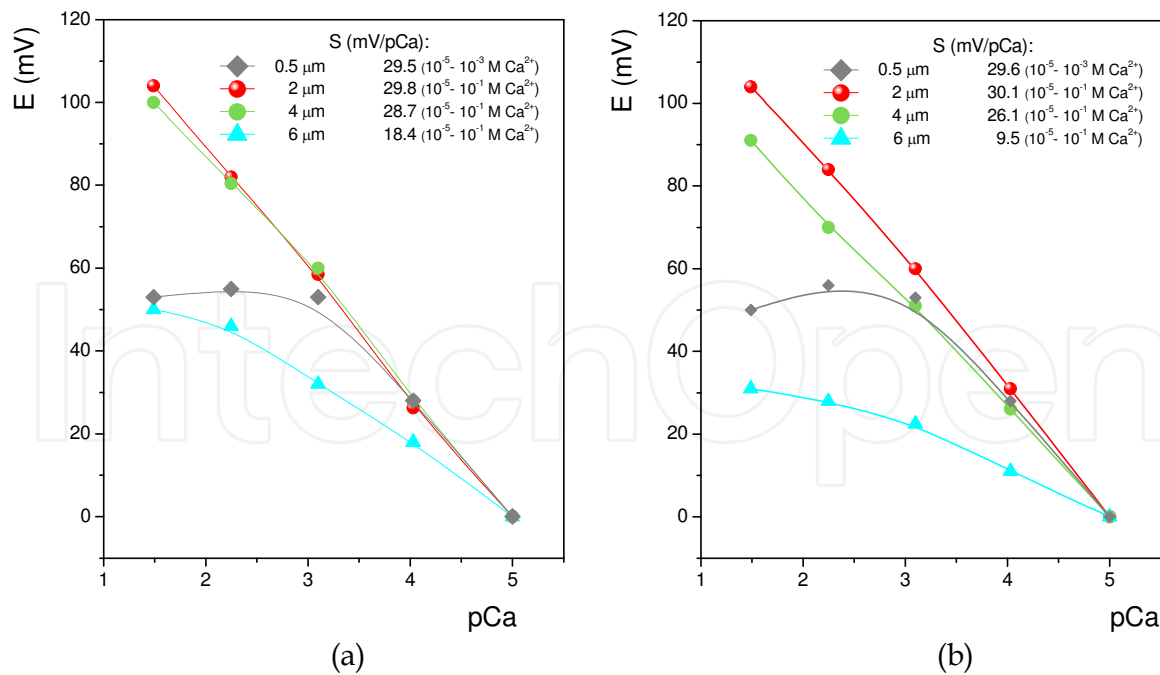 E (mV)
120
100
80
60
40
20
0
S (mV/pCa):
0.5 μm 29.5 (10⁻⁵- 10⁻³ M Ca²⁺)
2 μm 29.8 (10⁻⁵- 10⁻¹ M Ca²⁺)
4 μm 28.7 (10⁻⁵- 10⁻¹ M Ca²⁺)
6 μm 18.4 (10⁻⁵- 10⁻¹ M Ca²⁺)
1 2 3 4 5
pCa
(a)
E (mV)
120
100
80
60
40
20
0
S (mV/pCa):
0.5 μm 29.6 (10⁻⁵- 10⁻³ M Ca²⁺)
2 μm 30.1 (10⁻⁵- 10⁻¹ M Ca²⁺)
4 μm 26.1 (10⁻⁵- 10⁻¹ M Ca²⁺)
6 μm 9.5 (10⁻⁵- 10⁻¹ M Ca²⁺)
1 2 3 4 5
pCa
(b)
IntechOpen